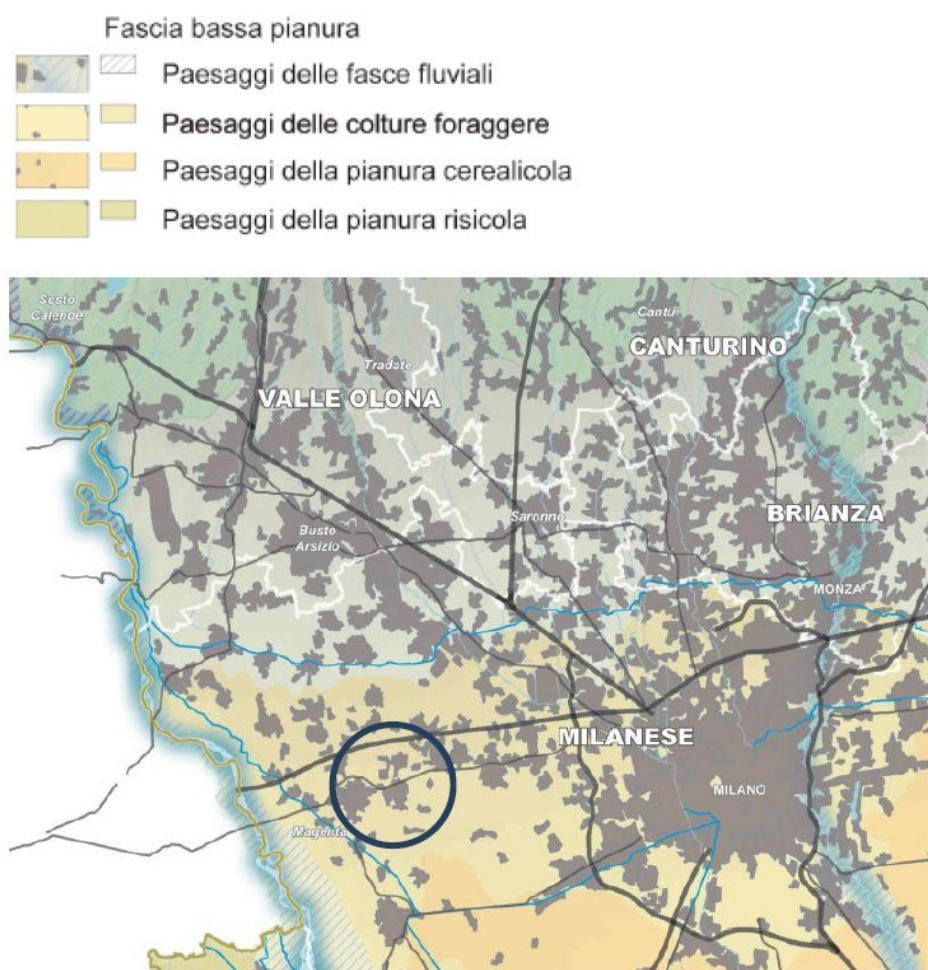 Fascia bassa pianura
Paesaggi delle fasce fluviali
Paesaggi delle colture foraggere
Paesaggi della pianura cerealicola
Paesaggi della pianura risicola
Sesto
Calende
Cantù
CANTURINO
Tradate
VALLE OLONA
Saronno
BRIANZA
Busto
Arsizio
MONZA
MILANESE
MILANO
Magenta